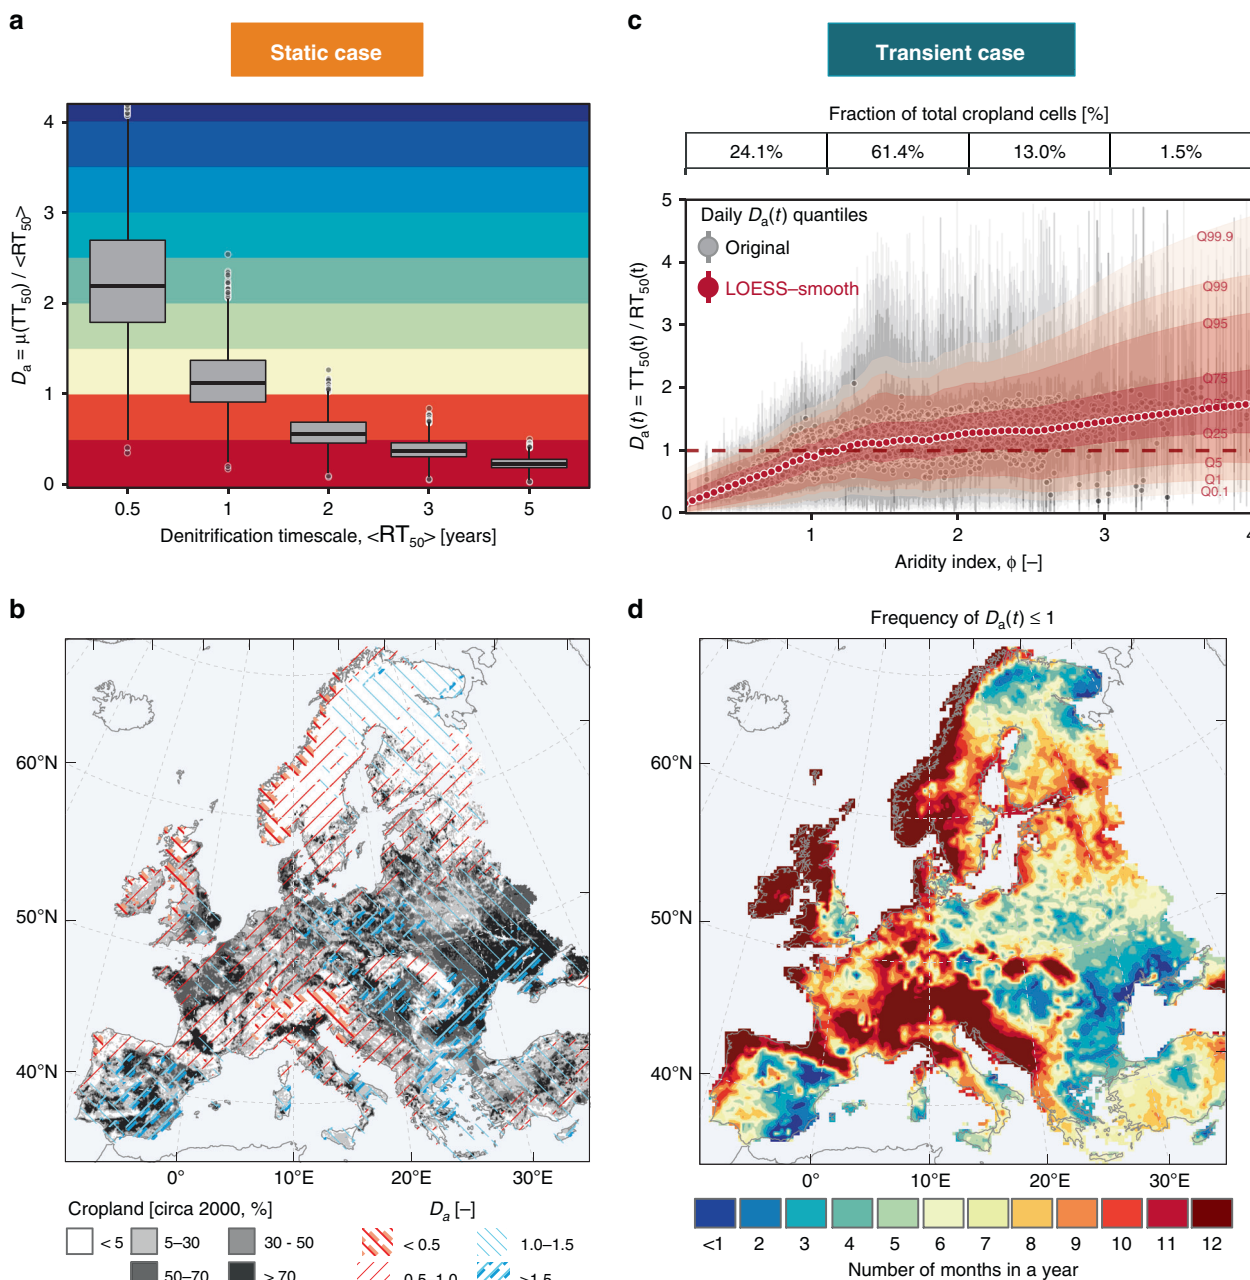 a
Static case
4
3
2
1
0
Da = μ(TT50) / <RT50>
0.5 1 2 3 5
Denitrification timescale, <RT50> [years]
c
Transient case
Fraction of total cropland cells [%]
24.1% 61.4% 13.0% 1.5%
5
4
3
2
1
0
Da(t) = TT50(t) / RT50(t)
Daily Da(t) quantiles
Original
LOESS–smooth
Q99.9
Q99
Q95
Q75
Q25
Q5
Q1
Q0.1
1 2 3 4
Aridity index, ϕ [–]
b
60°N
50°N
40°N
0° 10°E 20°E 30°E
Cropland [circa 2000, %]
< 5 5–30 30 - 50
50–70 > 70
Da [–]
< 0.5 1.0–1.5
0.5–1.0 >1.5
d
Frequency of Da(t) ≤ 1
60°N
50°N
40°N
0° 10°E 20°E 30°E
<1 2 3 4 5 6 7 8 9 10 11 12
Number of months in a year